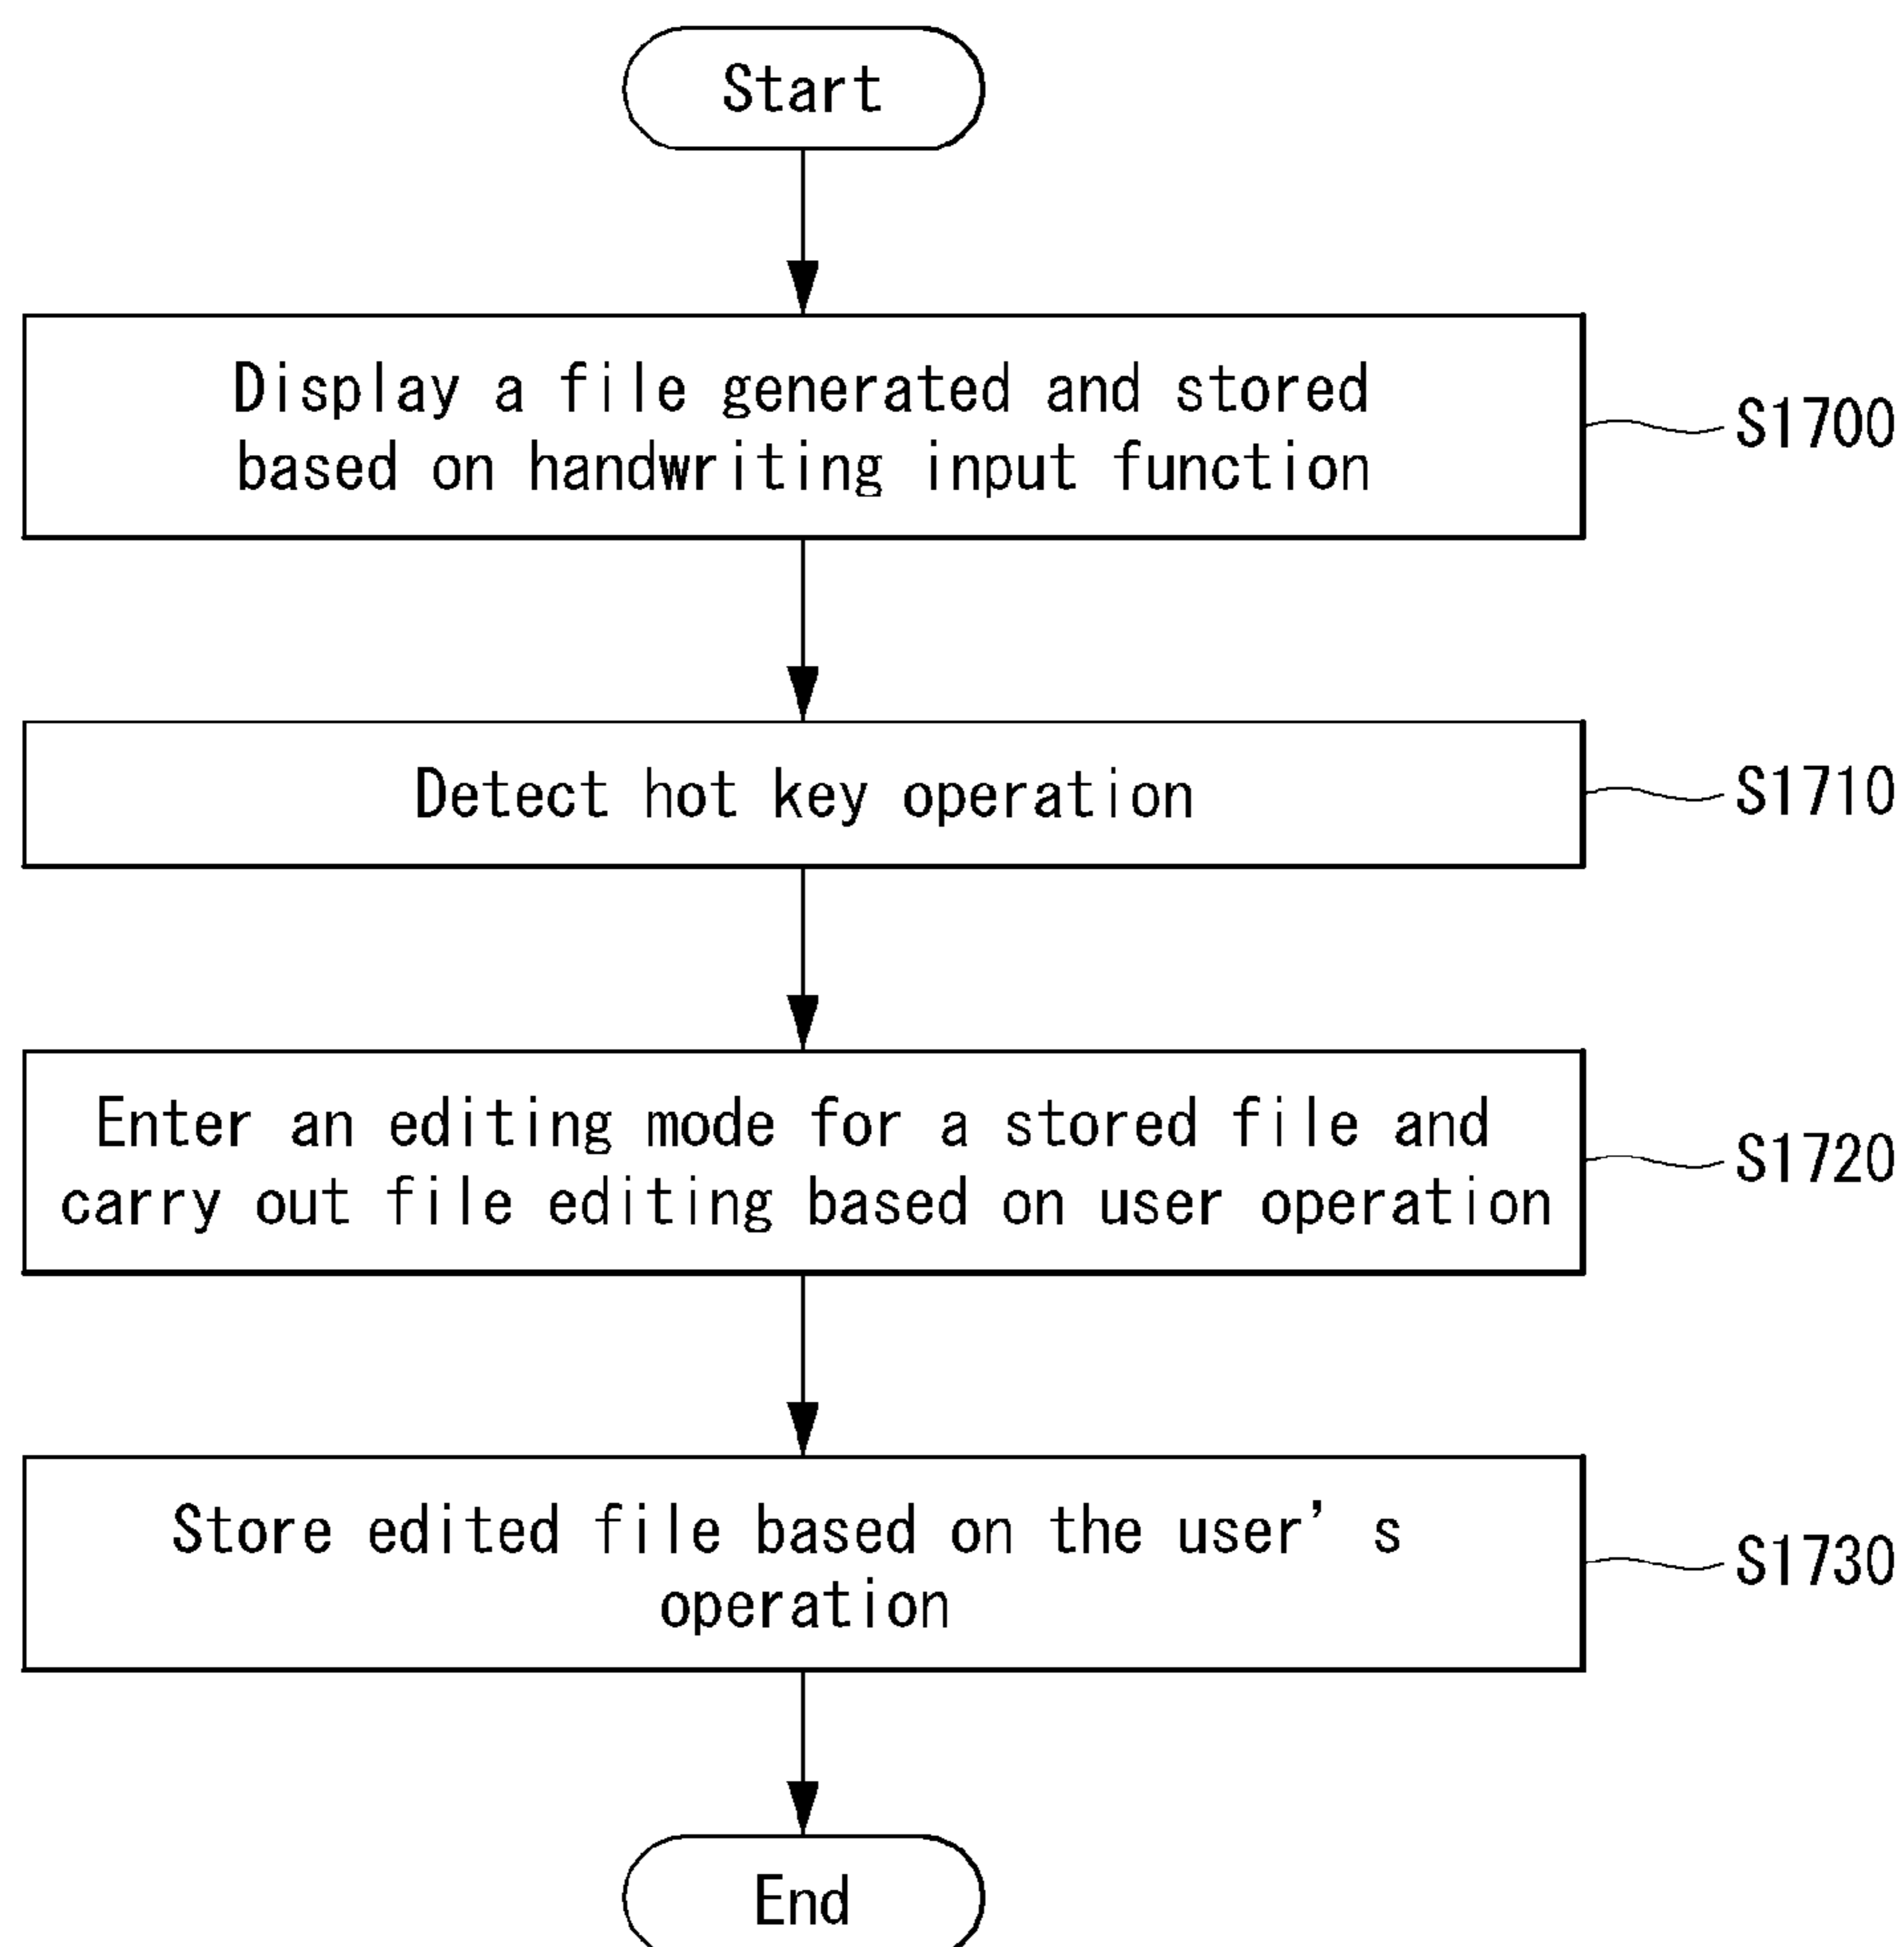 Start
Display a file generated and stored
based on handwriting input function
S1700
Detect hot key operation
S1710
Enter an editing mode for a stored file and
carry out file editing based on user operation
S1720
Store edited file based on the user's
operation
S1730
End